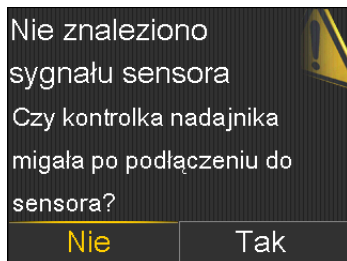 Nie znaleziono
sygnału sensora
Czy kontrolka nadajnika
migała po podłączeniu do
sensora?
Nie Tak